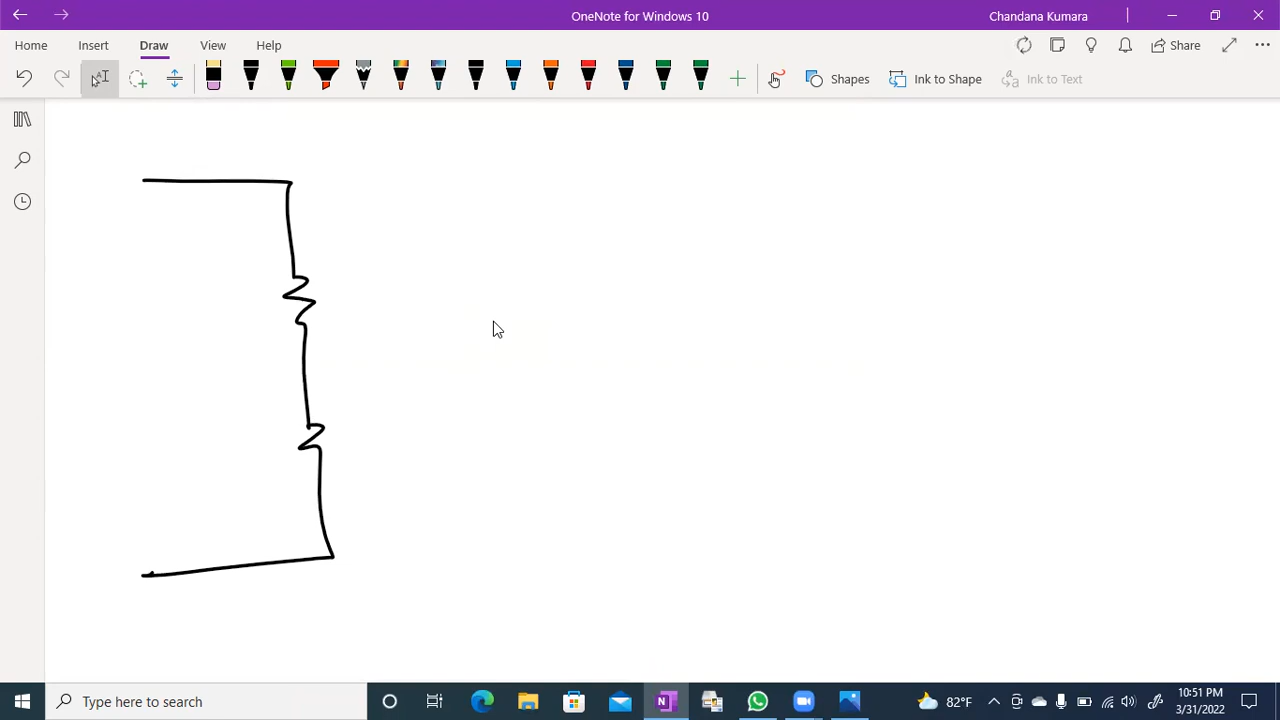 OneNote for Windows 10
Chandana Kumara
Home Insert Draw View Help
Share
Shapes
Ink to Shape
Ink to Text
Type here to search
82°F
10:51 PM
3/31/2022